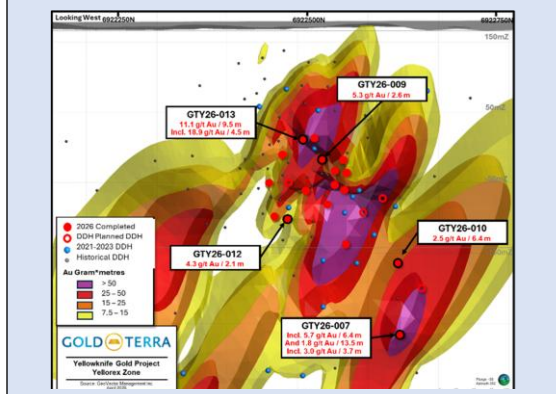 Looking West
6922250N
6922500N
6922750N
150mZ
50mZ
GTY26-009
5.3 g/t Au / 2.6 m
GTY26-013
11.1 g/t Au / 9.5 m
Incl. 18.9 g/t Au / 4.5 m
GTY26-010
2.5 g/t Au / 6.4 m
GTY26-012
4.3 g/t Au / 2.1 m
GTY26-007
Incl. 5.7 g/t Au / 6.4 m
And 1.8 g/t Au / 13.5 m
Incl. 3.0 g/t Au / 3.7 m
2026 Completed
DDH Planned DDH
2021-2023 DDH
Historical DDH
Au Gram*metres
> 50
25 – 50
15 – 25
7.5 – 15
GOLD TERRA
Yellowknife Gold Project
Yellorex Zone
Source: GeoVector Management Inc